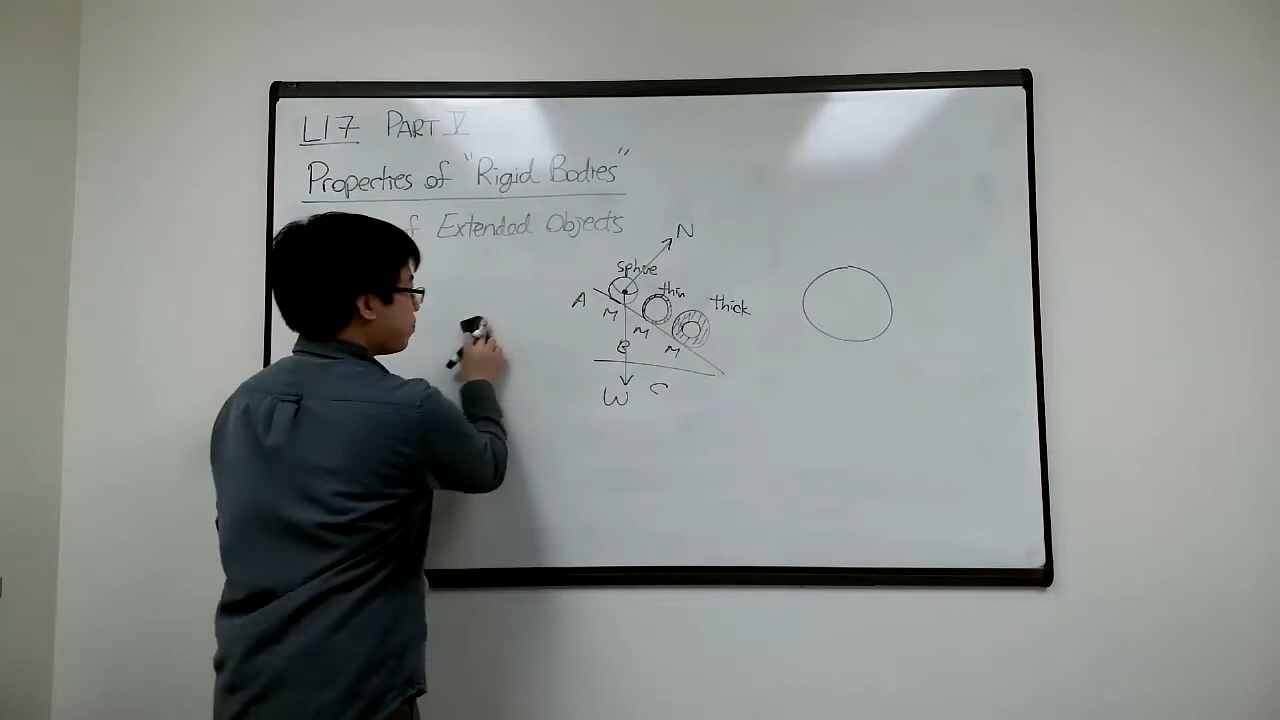 L17 PART V
Properties of "Rigid Bodies"
of Extended Objects
N
sphere
thin
A
thick
M
M
B
M
W C